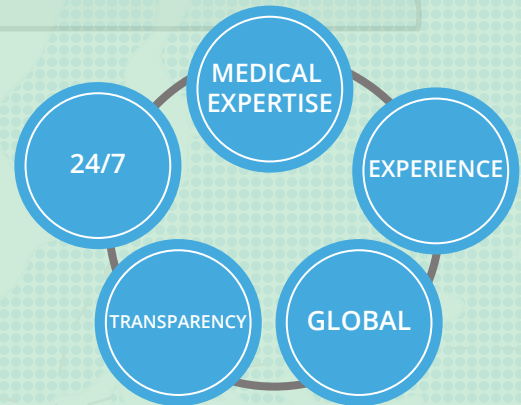 MEDICAL
EXPERTISE
24/7
EXPERIENCE
TRANSPARENCY
GLOBAL